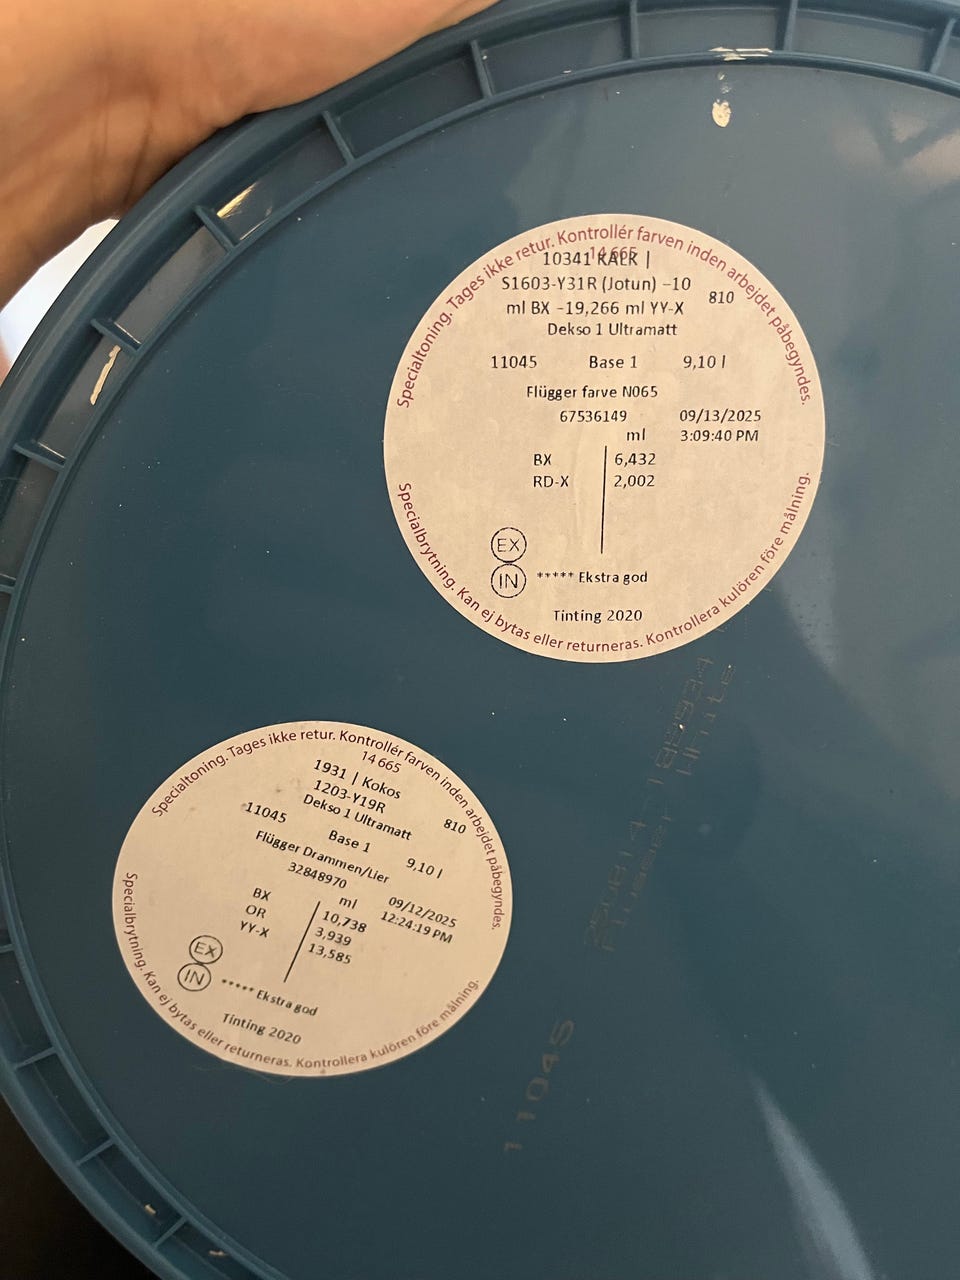 Specialtoning. Tages ikke retur. Kontrollér farven inden arbejdet påbegyndes.
14 665
10341 KALK |
S1603-Y31R (Jotun) -10
ml BX -19,266 ml YY-X
810
Dekso 1 Ultramatt
11045 Base 1 9,10 l
Flügger farve N065
67536149 09/13/2025
ml 3:09:40 PM
BX 6,432
RD-X 2,002
EX
IN ***** Ekstra god
Tinting 2020
Specialbrytning. Kan ej bytas eller returneras. Kontrollera kulören före målning.
Specialtoning. Tages ikke retur. Kontrollér farven inden arbejdet påbegyndes.
14 665
1931 | Kokos
1203-Y19R
Dekso 1 Ultramatt 810
11045 Base 1 9,10 l
Flügger Drammen/Lier
32848970 09/12/2025
ml 12:24:19 PM
BX 10,738
OR 3,939
YY-X 13,585
EX
IN ***** Ekstra god
Tinting 2020
Specialbrytning. Kan ej bytas eller returneras. Kontrollera kulören före målning.
11045